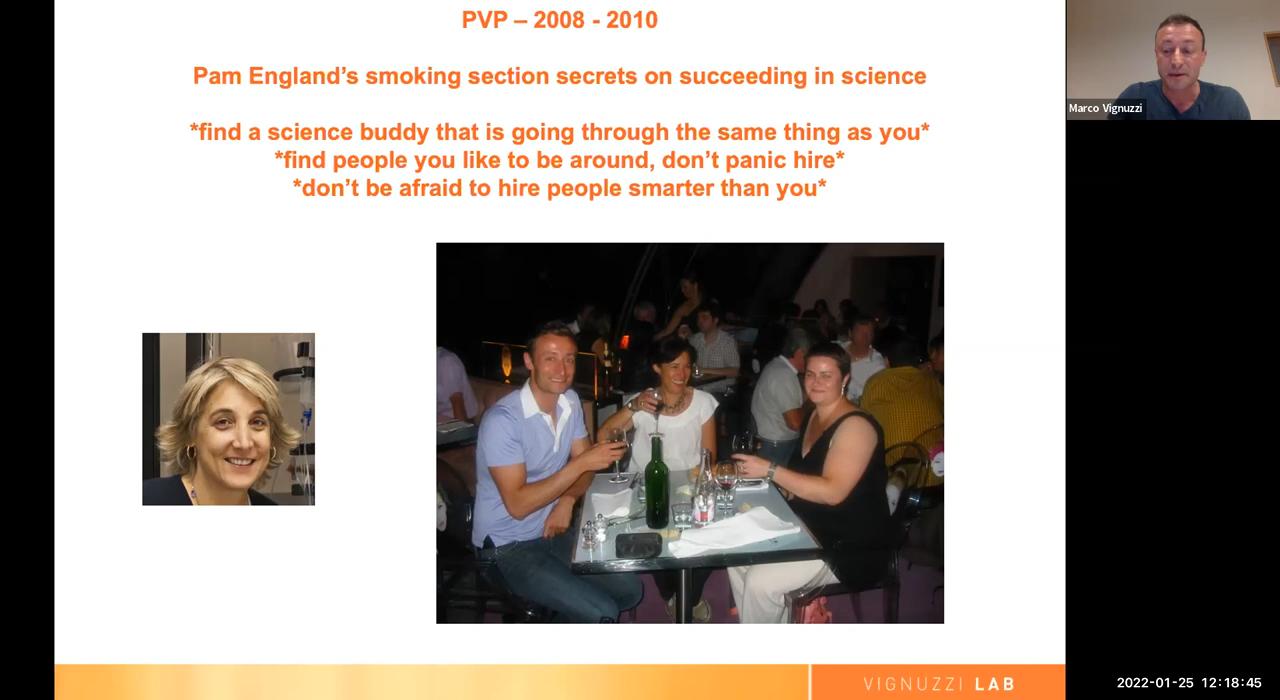 PVP – 2008 - 2010
Pam England’s smoking section secrets on succeeding in science
*find a science buddy that is going through the same thing as you*
*find people you like to be around, don’t panic hire*
*don’t be afraid to hire people smarter than you*
Marco Vignuzzi
VIGNUZZI LAB
2022-01-25 12:18:45